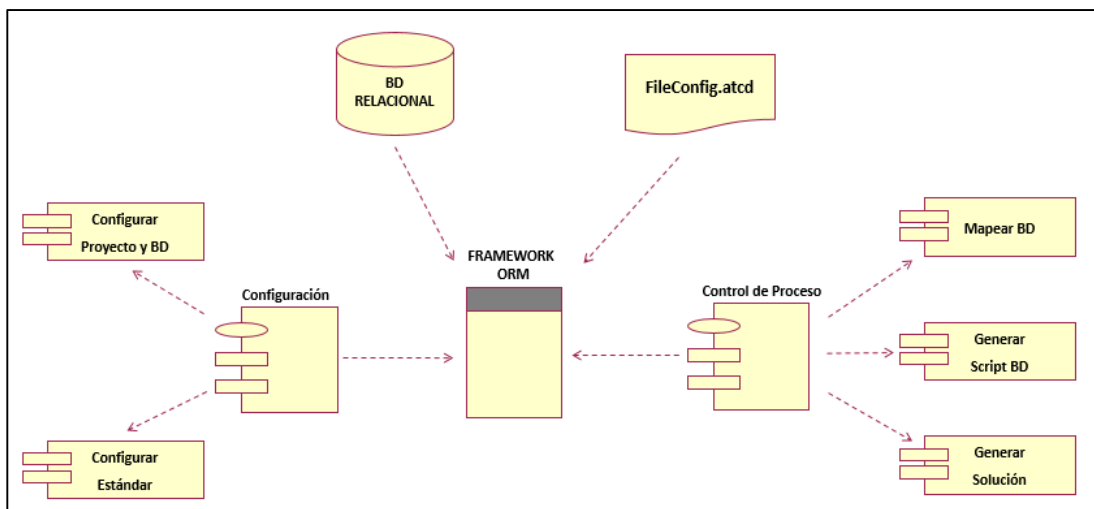 BD
RELACIONAL
FileConfig.atcd
Configurar
Proyecto y BD
Mapear BD
FRAMEWORK
ORM
Configuración
Control de Proceso
Generar
Script BD
Configurar
Estándar
Generar
Solución